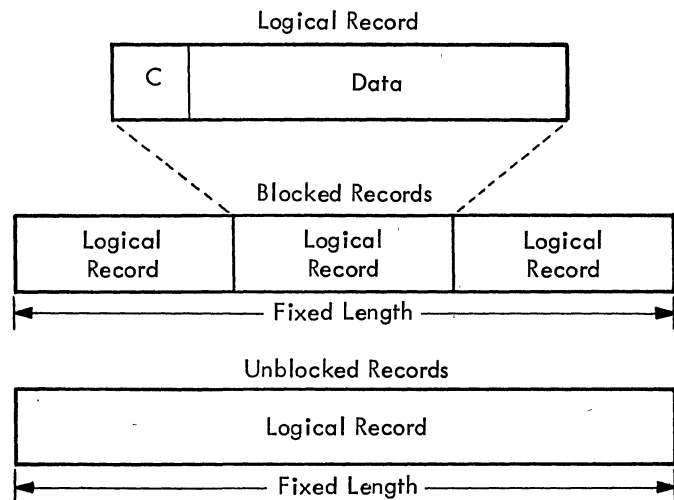 Logical Record
C Data
Blocked Records
Logical Record Logical Record Logical Record
Fixed Length
Unblocked Records
Logical Record
Fixed Length